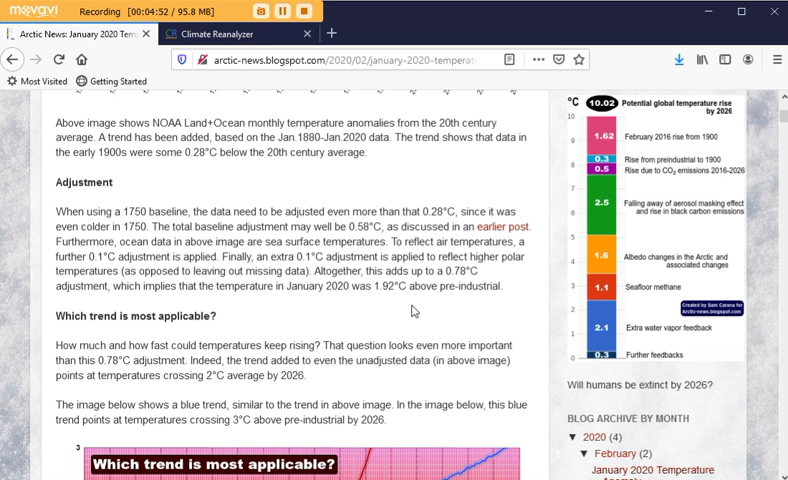 movavi
Recording (00:04:52 / 95.8 MB)
Arctic News: January 2020 Tem
CR Climate Reanalyzer
arctic-news.blogspot.com/2020/02/january-2020-temperat
Most Visited
Getting Started
Above image shows NOAA Land+Ocean monthly temperature anomalies from the 20th century
average. A trend has been added, based on the Jan.1880-Jan.2020 data. The trend shows that data in
the early 1900s were some 0.28°C below the 20th century average.
Adjustment
When using a 1750 baseline, the data need to be adjusted even more than that 0.28°C, since it was
even colder in 1750. The total baseline adjustment may well be 0.58°C, as discussed in an earlier post.
Furthermore, ocean data in above image are sea surface temperatures. To reflect air temperatures, a
further 0.1°C adjustment is applied. Finally, an extra 0.1°C adjustment is applied to reflect higher polar
temperatures (as opposed to leaving out missing data). Altogether, this adds up to a 0.78°C
adjustment, which implies that the temperature in January 2020 was 1.92°C above pre-industrial.
Which trend is most applicable?
How much and how fast could temperatures keep rising? That question looks even more important
than this 0.78°C adjustment. Indeed, the trend added to even the unadjusted data (in above image)
points at temperatures crossing 2°C average by 2026.
The image below shows a blue trend, similar to the trend in above image. In the image below, this blue
trend points at temperatures crossing 3°C above pre-industrial by 2026.
3
Which trend is most applicable?
°C 10.02 Potential global temperature rise
by 2026
10
9
8
7
6
5
4
3
2
1
0
1.62 February 2016 rise from 1900
0.3 Rise from preindustrial to 1900
0.5 Rise due to CO₂ emissions 2016-2026
2.5 Falling away of aerosol masking effect
and rise in black carbon emissions
1.6 Albedo changes in the Arctic and
associated changes
1.1 Seafloor methane
Created by Sam Carana for
Arctic-news.blogspot.com
2.1 Extra water vapor feedback
0.3 Further feedbacks
Will humans be extinct by 2026?
BLOG ARCHIVE BY MONTH
▼ 2020 (4)
▼ February (2)
January 2020 Temperature